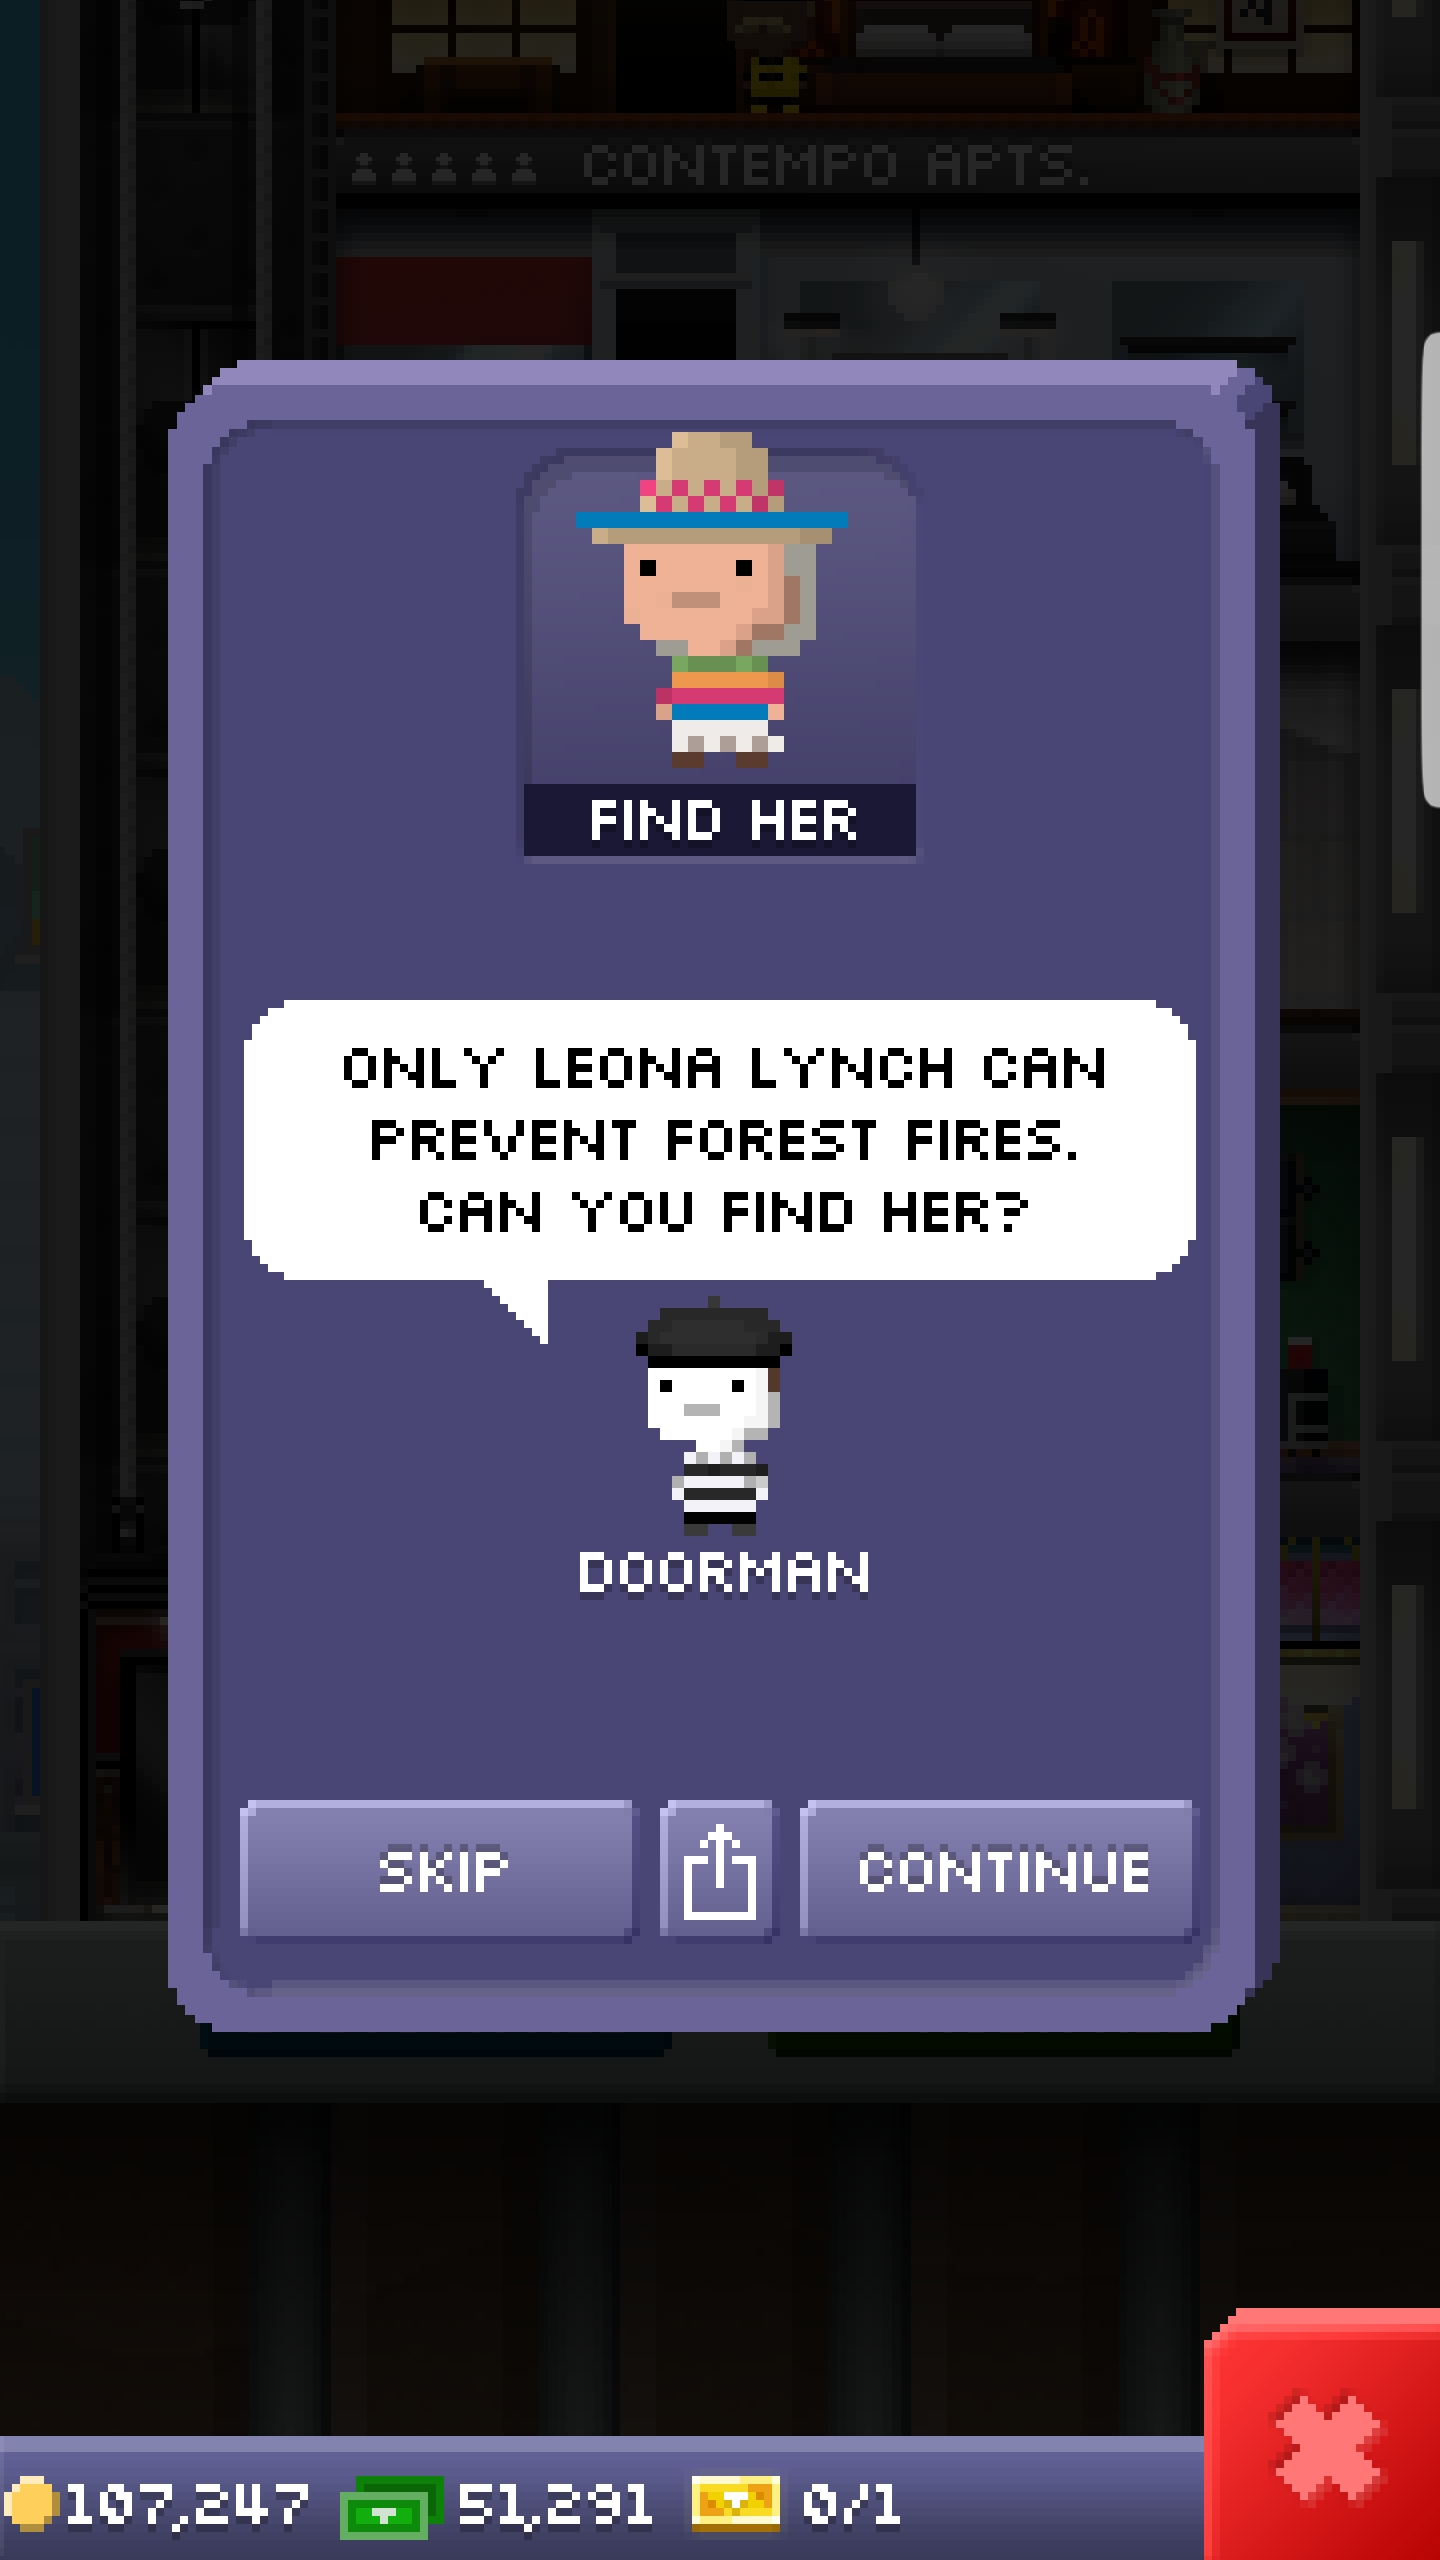 CONTEMPO APTS.
FIND HER
ONLY LEONA LYNCH CAN
PREVENT FOREST FIRES.
CAN YOU FIND HER?
DOORMAN
SKIP
CONTINUE
107,247 51,291 0/1